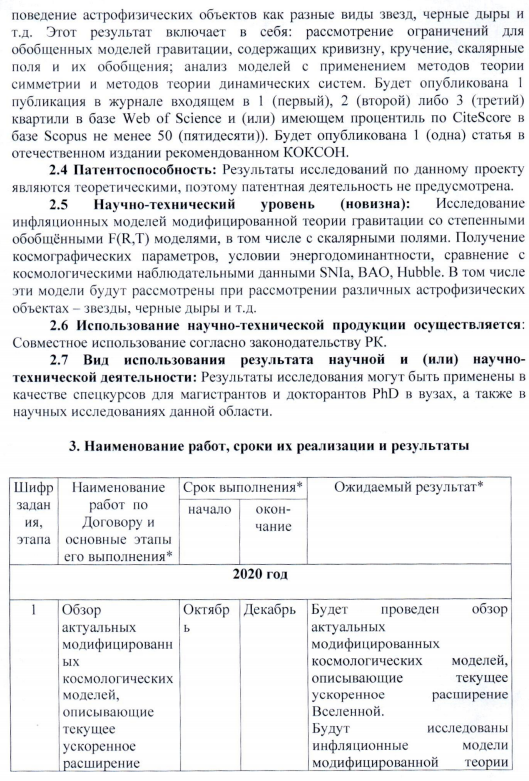 поведение астрофизических объектов как разные виды звезд, черные дыры и
т.д. Этот результат включает в себя: рассмотрение ограничений для
обобщенных моделей гравитации, содержащих кривизну, кручение, скалярные
поля и их обобщения; анализ моделей с применением методов теории
симметрии и методов теории динамических систем. Будет опубликована 1
публикация в журнале входящем в 1 (первый), 2 (второй) либо 3 (третий)
квартили в базе Web of Science и (или) имеющем процентиль по CiteScore в
базе Scopus не менее 50 (пятидесяти)). Будет опубликована 1 (одна) статья в
отечественном издании рекомендованном КОКСОН.
2.4 Патентоспособность: Результаты исследований по данному проекту
являются теоретическими, поэтому патентная деятельность не предусмотрена.
2.5 Научно-технический уровень (новизна): Исследование
инфляционных моделей модифицированной теории гравитации со степенными
обобщёнными F(R,T) моделями, в том числе с скалярными полями. Получение
космографических параметров, условии энергодоминантности, сравнение с
космологическими наблюдательными данными SNIa, BAO, Hubble. В том числе
эти модели будут рассмотрены при рассмотрении различных астрофизических
объектах – звезды, черные дыры и т.д.
2.6 Использование научно-технической продукции осуществляется:
Совместное использование согласно законодательству РК.
2.7 Вид использования результата научной и (или) научно-
технической деятельности: Результаты исследования могут быть применены в
качестве спецкурсов для магистрантов и докторантов PhD в вузах, а также в
научных исследованиях данной области.
3. Наименование работ, сроки их реализации и результаты
Шифр
задан
ия,
этапа
Наименование
работ по
Договору и
основные этапы
его выполнения*
Срок выполнения*
начало
окон-
чание
Ожидаемый результат*
2020 год
1
Обзор
актуальных
модифицированн
ых
космологических
моделей,
описывающие
текущее
ускоренное
расширение
Октябр
ь
Декабрь
Будет проведен обзор
актуальных
модифицированных
космологических моделей,
описывающие текущее
ускоренное расширение
Вселенной.
Будут исследованы
инфляционные модели
модифицированной теории